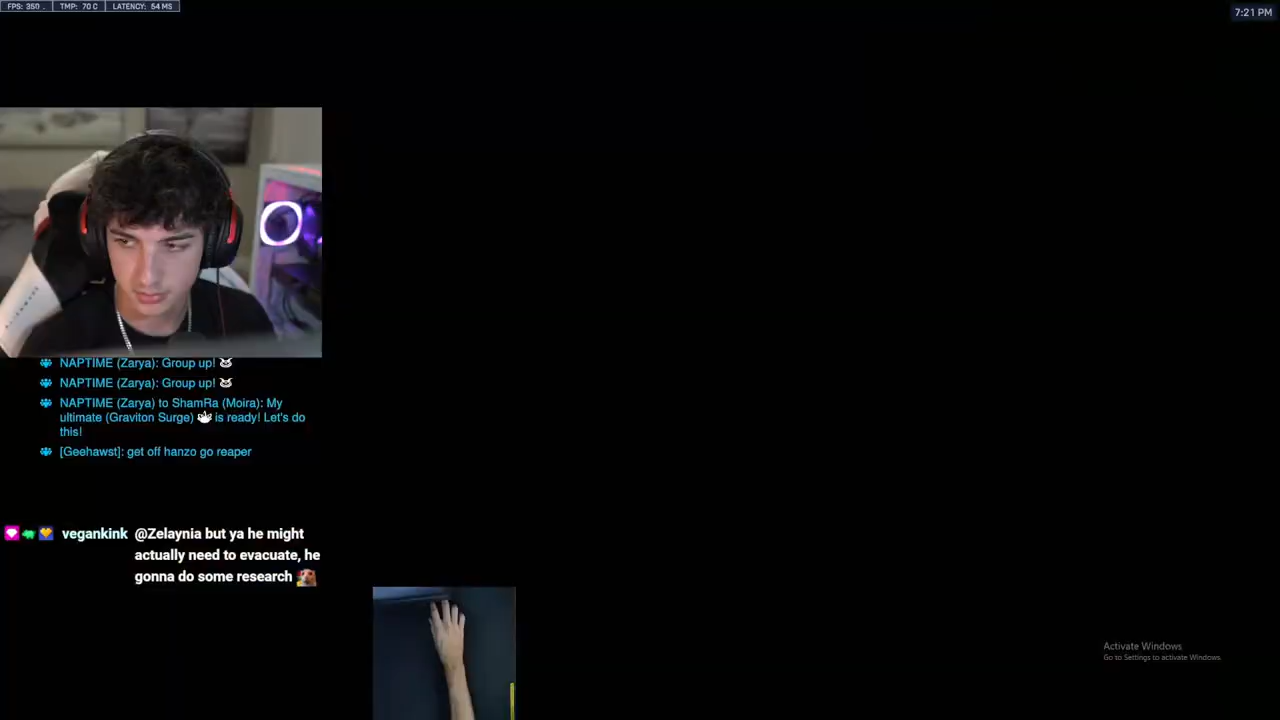 FPS: 350 . TMP: 70 C LATENCY: 54 MS
7:21 PM
NAPTIME (Zarya): Group up!
NAPTIME (Zarya): Group up!
NAPTIME (Zarya) to ShamRa (Moira): My
ultimate (Graviton Surge) is ready! Let's do
this!
[Geehawst]: get off hanzo go reaper
vegankink @Zelaynia but ya he might
actually need to evacuate, he
gonna do some research
Activate Windows
Go to Settings to activate Windows.